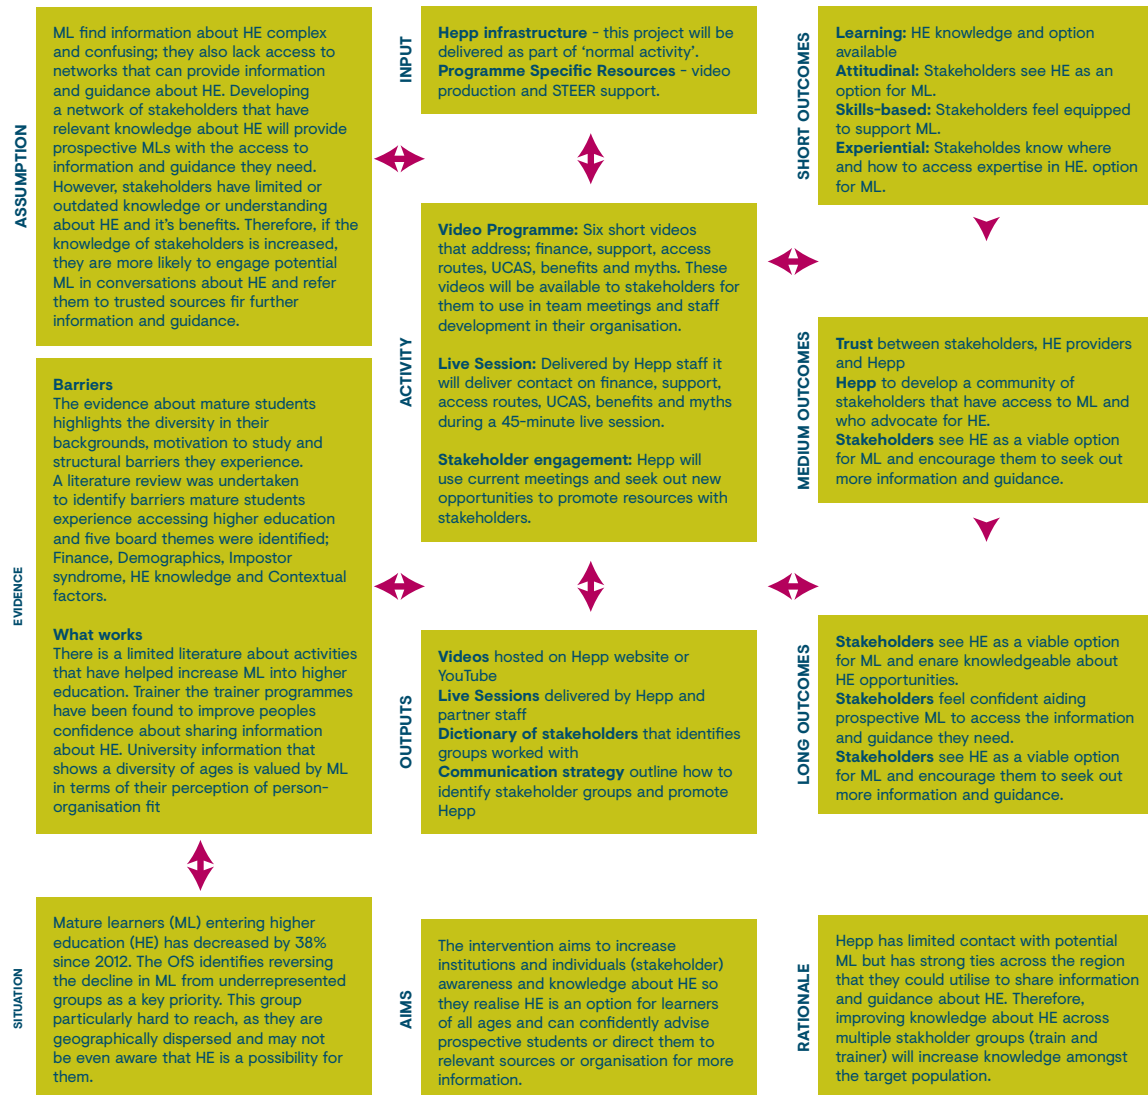 ASSUMPTION
ML find information about HE complex
and confusing; they also lack access to
networks that can provide information
and guidance about HE. Developing
a network of stakeholders that have
relevant knowledge about HE will provide
prospective MLs with the access to
information and guidance they need.
However, stakeholders have limited or
outdated knowledge or understanding
about HE and it's benefits. Therefore, if the
knowledge of stakeholders is increased,
they are more likely to engage potential
ML in conversations about HE and refer
them to trusted sources fir further
information and guidance.
EVIDENCE
Barriers
The evidence about mature students
highlights the diversity in their
backgrounds, motivation to study and
structural barriers they experience.
A literature review was undertaken
to identify barriers mature students
experience accessing higher education
and five board themes were identified;
Finance, Demographics, Impostor
syndrome, HE knowledge and Contextual
factors.
What works
There is a limited literature about activities
that have helped increase ML into higher
education. Trainer the trainer programmes
have been found to improve peoples
confidence about sharing information
about HE. University information that
shows a diversity of ages is valued by ML
in terms of their perception of person-
organisation fit
SITUATION
Mature learners (ML) entering higher
education (HE) has decreased by 38%
since 2012. The OfS identifies reversing
the decline in ML from underrepresented
groups as a key priority. This group
particularly hard to reach, as they are
geographically dispersed and may not
be even aware that HE is a possibility for
them.
INPUT
Hepp infrastructure - this project will be
delivered as part of 'normal activity'.
Programme Specific Resources - video
production and STEER support.
ACTIVITY
Video Programme: Six short videos
that address; finance, support, access
routes, UCAS, benefits and myths. These
videos will be available to stakeholders for
them to use in team meetings and staff
development in their organisation.
Live Session: Delivered by Hepp staff it
will deliver contact on finance, support,
access routes, UCAS, benefits and myths
during a 45-minute live session.
Stakeholder engagement: Hepp will
use current meetings and seek out new
opportunities to promote resources with
stakeholders.
OUTPUTS
Videos hosted on Hepp website or
YouTube
Live Sessions delivered by Hepp and
partner staff
Dictionary of stakeholders that identifies
groups worked with
Communication strategy outline how to
identify stakeholder groups and promote
Hepp
AIMS
The intervention aims to increase
institutions and individuals (stakeholder)
awareness and knowledge about HE so
they realise HE is an option for learners
of all ages and can confidently advise
prospective students or direct them to
relevant sources or organisation for more
information.
SHORT OUTCOMES
Learning: HE knowledge and option
available
Attitudinal: Stakeholders see HE as an
option for ML.
Skills-based: Stakeholders feel equipped
to support ML.
Experiential: Stakeholdes know where
and how to access expertise in HE. option
for ML.
MEDIUM OUTCOMES
Trust between stakeholders, HE providers
and Hepp
Hepp to develop a community of
stakeholders that have access to ML and
who advocate for HE.
Stakeholders see HE as a viable option
for ML and encourage them to seek out
more information and guidance.
LONG OUTCOMES
Stakeholders see HE as a viable option
for ML and enare knowledgeable about
HE opportunities.
Stakeholders feel confident aiding
prospective ML to access the information
and guidance they need.
Stakeholders see HE as a viable option
for ML and encourage them to seek out
more information and guidance.
RATIONALE
Hepp has limited contact with potential
ML but has strong ties across the region
that they could utilise to share information
and guidance about HE. Therefore,
improving knowledge about HE across
multiple stakholder groups (train and
trainer) will increase knowledge amongst
the target population.